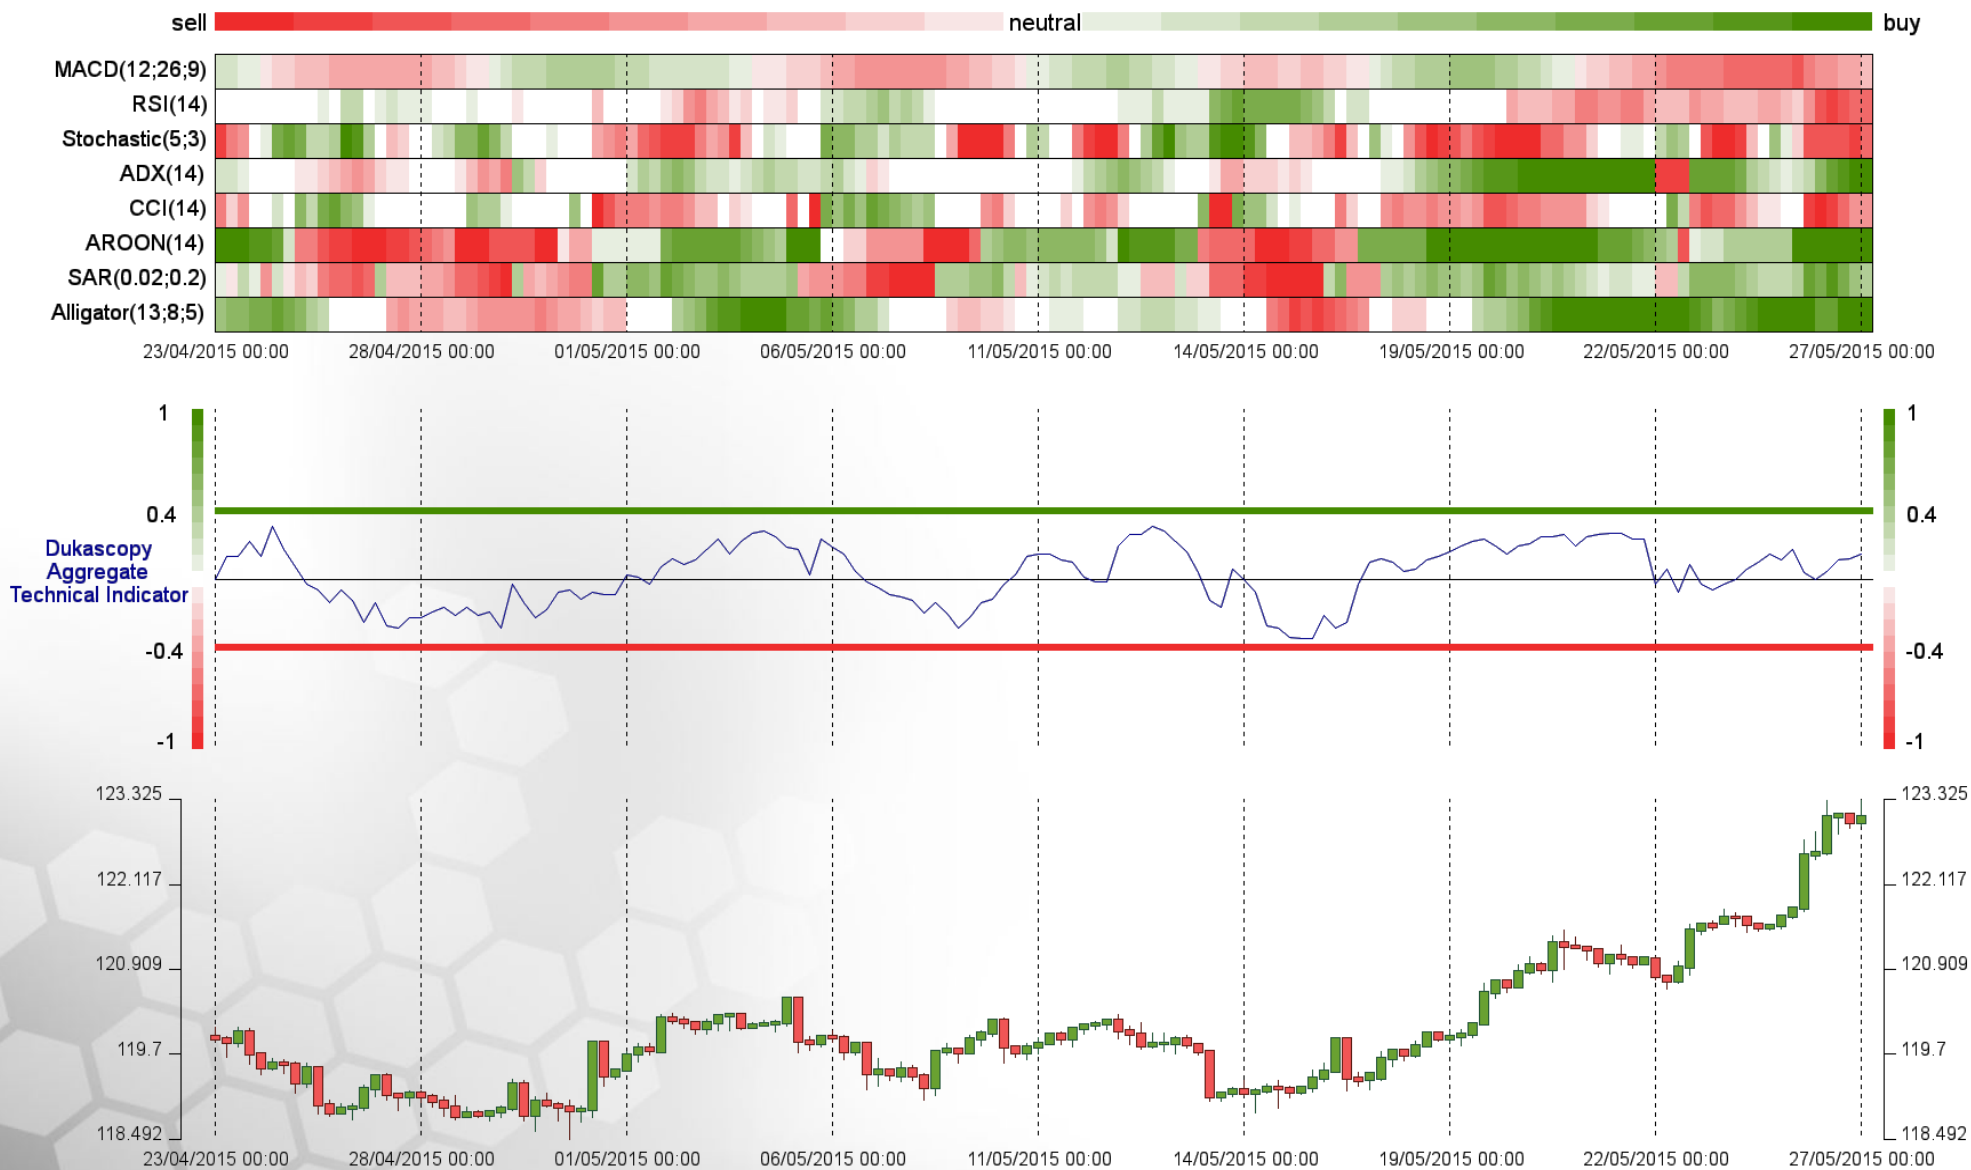 sell neutral buy
MACD(12;26;9)
RSI(14)
Stochastic(5;3)
ADX(14)
CCI(14)
AROON(14)
SAR(0.02;0.2)
Alligator(13;8;5)
23/04/2015 00:00 28/04/2015 00:00 01/05/2015 00:00 06/05/2015 00:00 11/05/2015 00:00 14/05/2015 00:00 19/05/2015 00:00 22/05/2015 00:00 27/05/2015 00:00
1 1
0.4 0.4
Dukascopy
Aggregate
Technical Indicator
-0.4 -0.4
-1 -1
123.325 123.325
122.117 122.117
120.909 120.909
119.7 119.7
118.492 118.492
23/04/2015 00:00 28/04/2015 00:00 01/05/2015 00:00 06/05/2015 00:00 11/05/2015 00:00 14/05/2015 00:00 19/05/2015 00:00 22/05/2015 00:00 27/05/2015 00:00